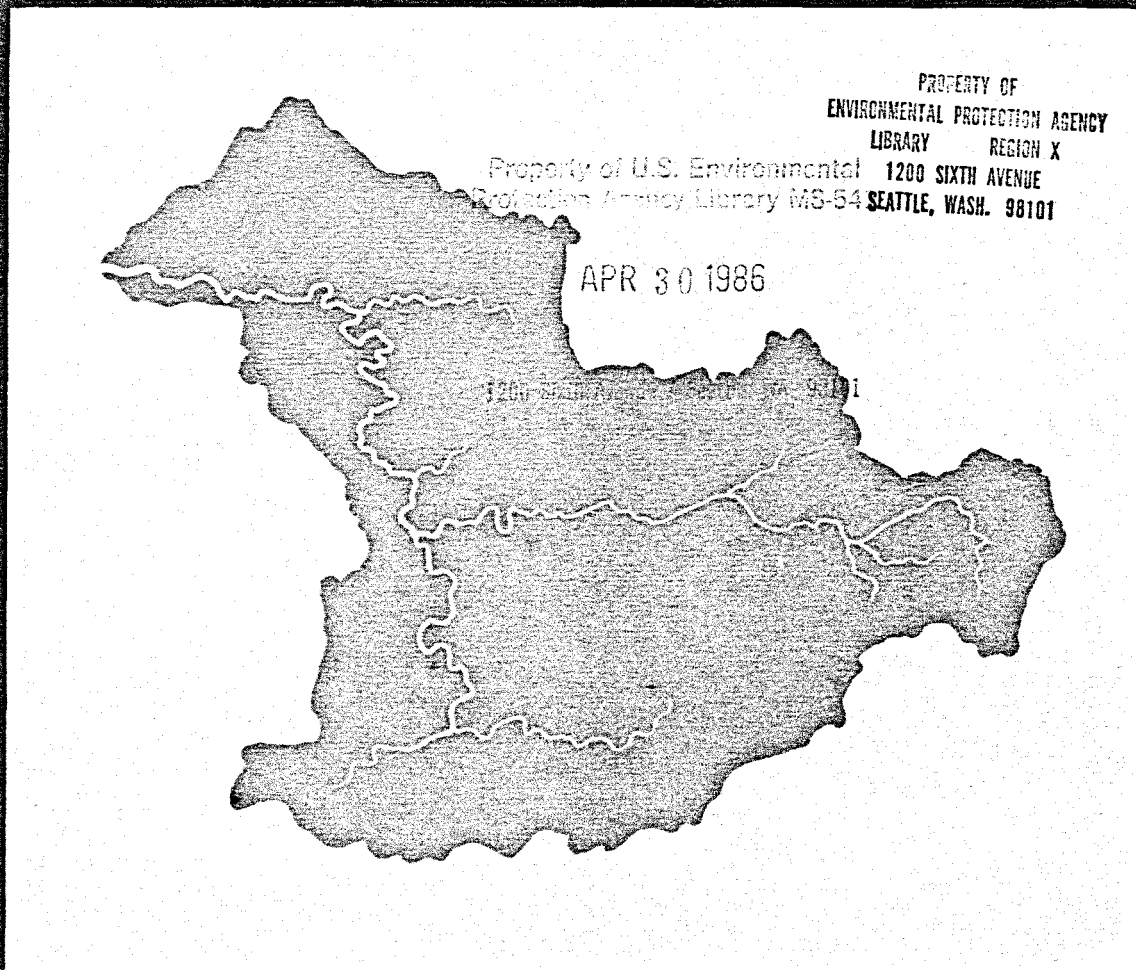 PROPERTY OF
ENVIRONMENTAL PROTECTION AGENCY
LIBRARY REGION X
1200 SIXTH AVENUE
SEATTLE, WASH. 98101
Property of U.S. Environmental
Protection Agency Library MS-54
APR 30 1986
1200